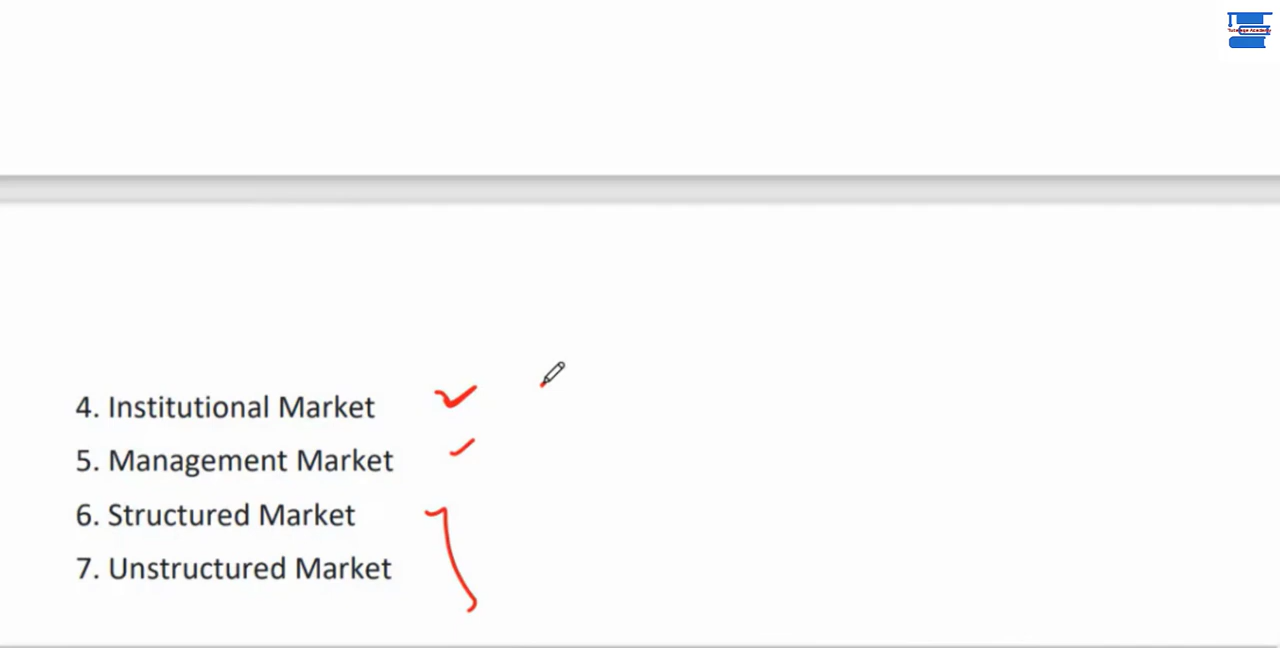 4. Institutional Market
5. Management Market
6. Structured Market
7. Unstructured Market